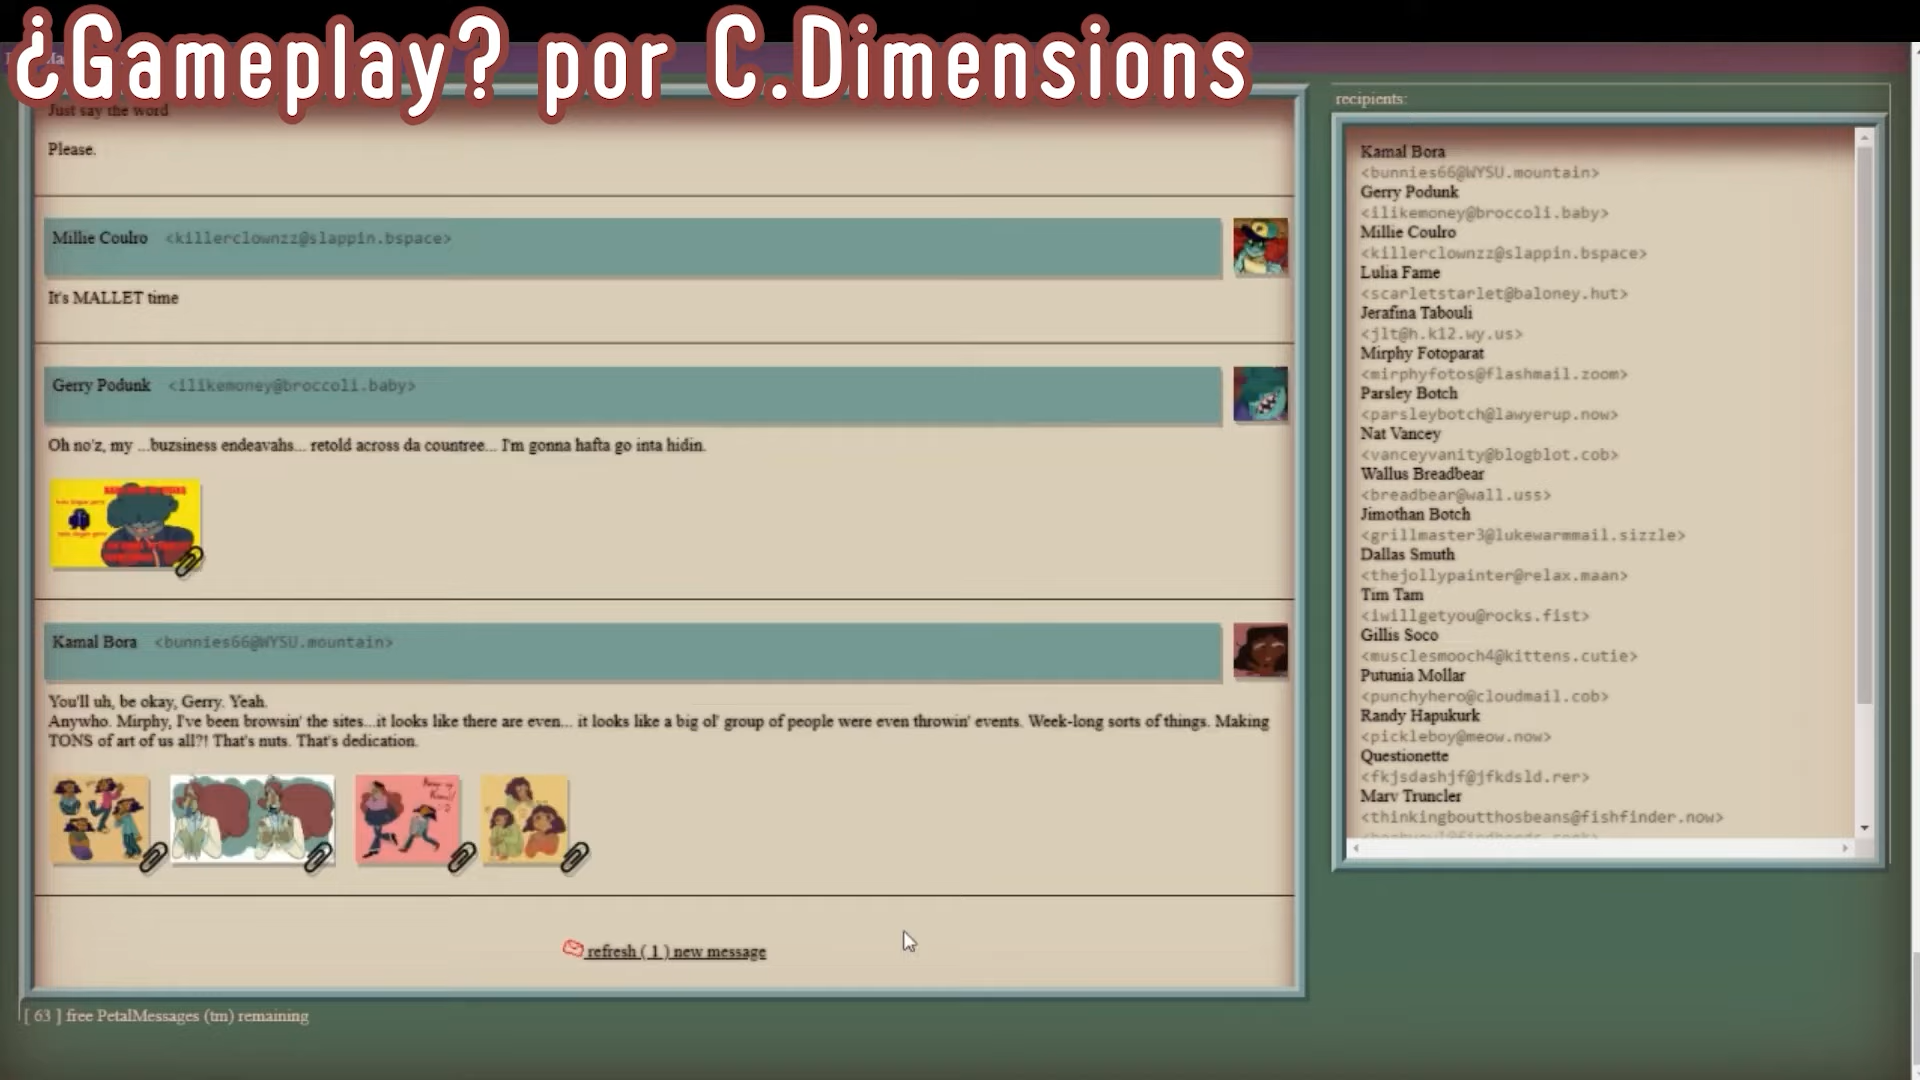 ¿Gameplay? por C.Dimensions
Just say the word
Please.
Millie Coulro <killerclownzz@slappin.bspace>
It's MALLET time
Gerry Podunk <ilikemoney@broccoli.baby>
Oh no'z, my ...buzsiness endeavahs... retold across da countree... I'm gonna hafta go inta hidin.
Kamal Bora <bunnies66@WYSU.mountain>
You'll uh, be okay, Gerry. Yeah.
Anywho. Mirphy, I've been browsin' the sites...it looks like there are even... it looks like a big ol' group of people were even throwin' events. Week-long sorts of things. Making
TONS of art of us all?! That's nuts. That's dedication.
refresh ( 1 ) new message
[ 63 ] free PetalMessages (tm) remaining
recipients:
Kamal Bora
<bunnies66@WYSU.mountain>
Gerry Podunk
<ilikemoney@broccoli.baby>
Millie Coulro
<killerclownzz@slappin.bspace>
Lulia Fame
<scarletstarlet@baloney.hut>
Jerafina Tabouli
<jlt@h.k12.wy.us>
Mirphy Fotoparat
<mirphyfotos@flashmail.zoom>
Parsley Botch
<parsleybotch@lawyerup.now>
Nat Vancey
<vanceyvanity@blogblot.cob>
Wallus Breadbear
<breadbear@wall.uss>
Jimothan Botch
<grillmaster3@lukewarmmail.sizzle>
Dallas Smuth
<thejollypainter@relax.maan>
Tim Tam
<iwillgetyou@rocks.fist>
Gillis Soco
<musclesmooch4@kittens.cutie>
Putunia Mollar
<punchyhero@cloudmail.cob>
Randy Hapukurk
<pickleboy@meow.now>
Questionette
<fkjsdashjf@jfkdsld.rer>
Marv Truncler
<thinkingboutthosbeans@fishfinder.now>